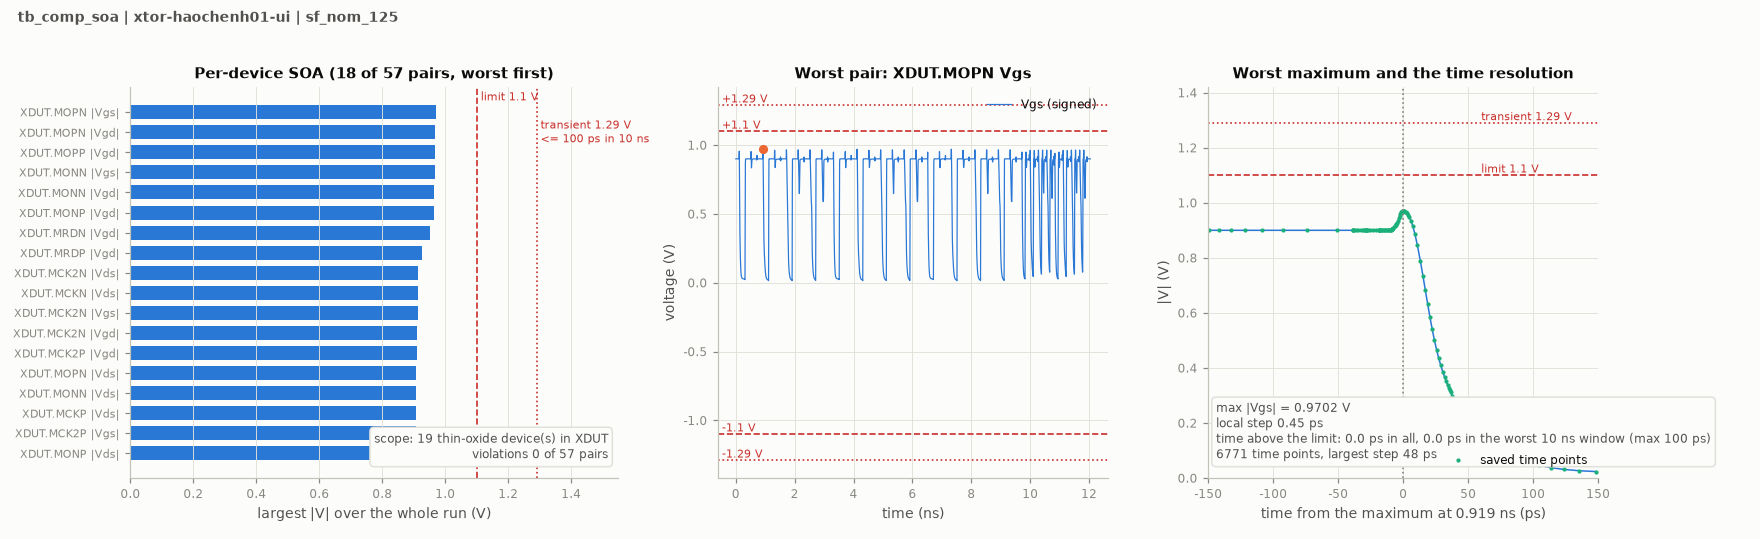 tb_comp_soa | xtor-haochenh01-ui | sf_nom_125
Per-device SOA (18 of 57 pairs, worst first)
limit 1.1 V
transient 1.29 V
<= 100 ps in 10 ns
XDUT.MOPN |Vgs|
XDUT.MOPN |Vgd|
XDUT.MOPP |Vgd|
XDUT.MONN |Vgs|
XDUT.MONN |Vgd|
XDUT.MONP |Vgd|
XDUT.MRDN |Vgd|
XDUT.MRDP |Vgd|
XDUT.MCK2N |Vds|
XDUT.MCKN |Vds|
XDUT.MCK2N |Vgs|
XDUT.MCK2N |Vgd|
XDUT.MCK2P |Vgd|
XDUT.MOPN |Vds|
XDUT.MONN |Vds|
XDUT.MCKP |Vds|
XDUT.MCK2P |Vgs|
XDUT.MONP |Vds|
scope: 19 thin-oxide device(s) in XDUT
violations 0 of 57 pairs
0.0 0.2 0.4 0.6 0.8 1.0 1.2 1.4
largest |V| over the whole run (V)
Worst pair: XDUT.MOPN Vgs
+1.29 V
Vgs (signed)
+1.1 V
1.0
0.5
0.0
-0.5
-1.0
voltage (V)
-1.1 V
-1.29 V
0 2 4 6 8 10 12
time (ns)
Worst maximum and the time resolution
1.4
1.2
1.0
0.8
0.6
0.4
0.2
0.0
|V| (V)
transient 1.29 V
limit 1.1 V
max |Vgs| = 0.9702 V
local step 0.45 ps
time above the limit: 0.0 ps in all, 0.0 ps in the worst 10 ns window (max 100 ps)
6771 time points, largest step 48 ps
saved time points
-150 -100 -50 0 50 100 150
time from the maximum at 0.919 ns (ps)